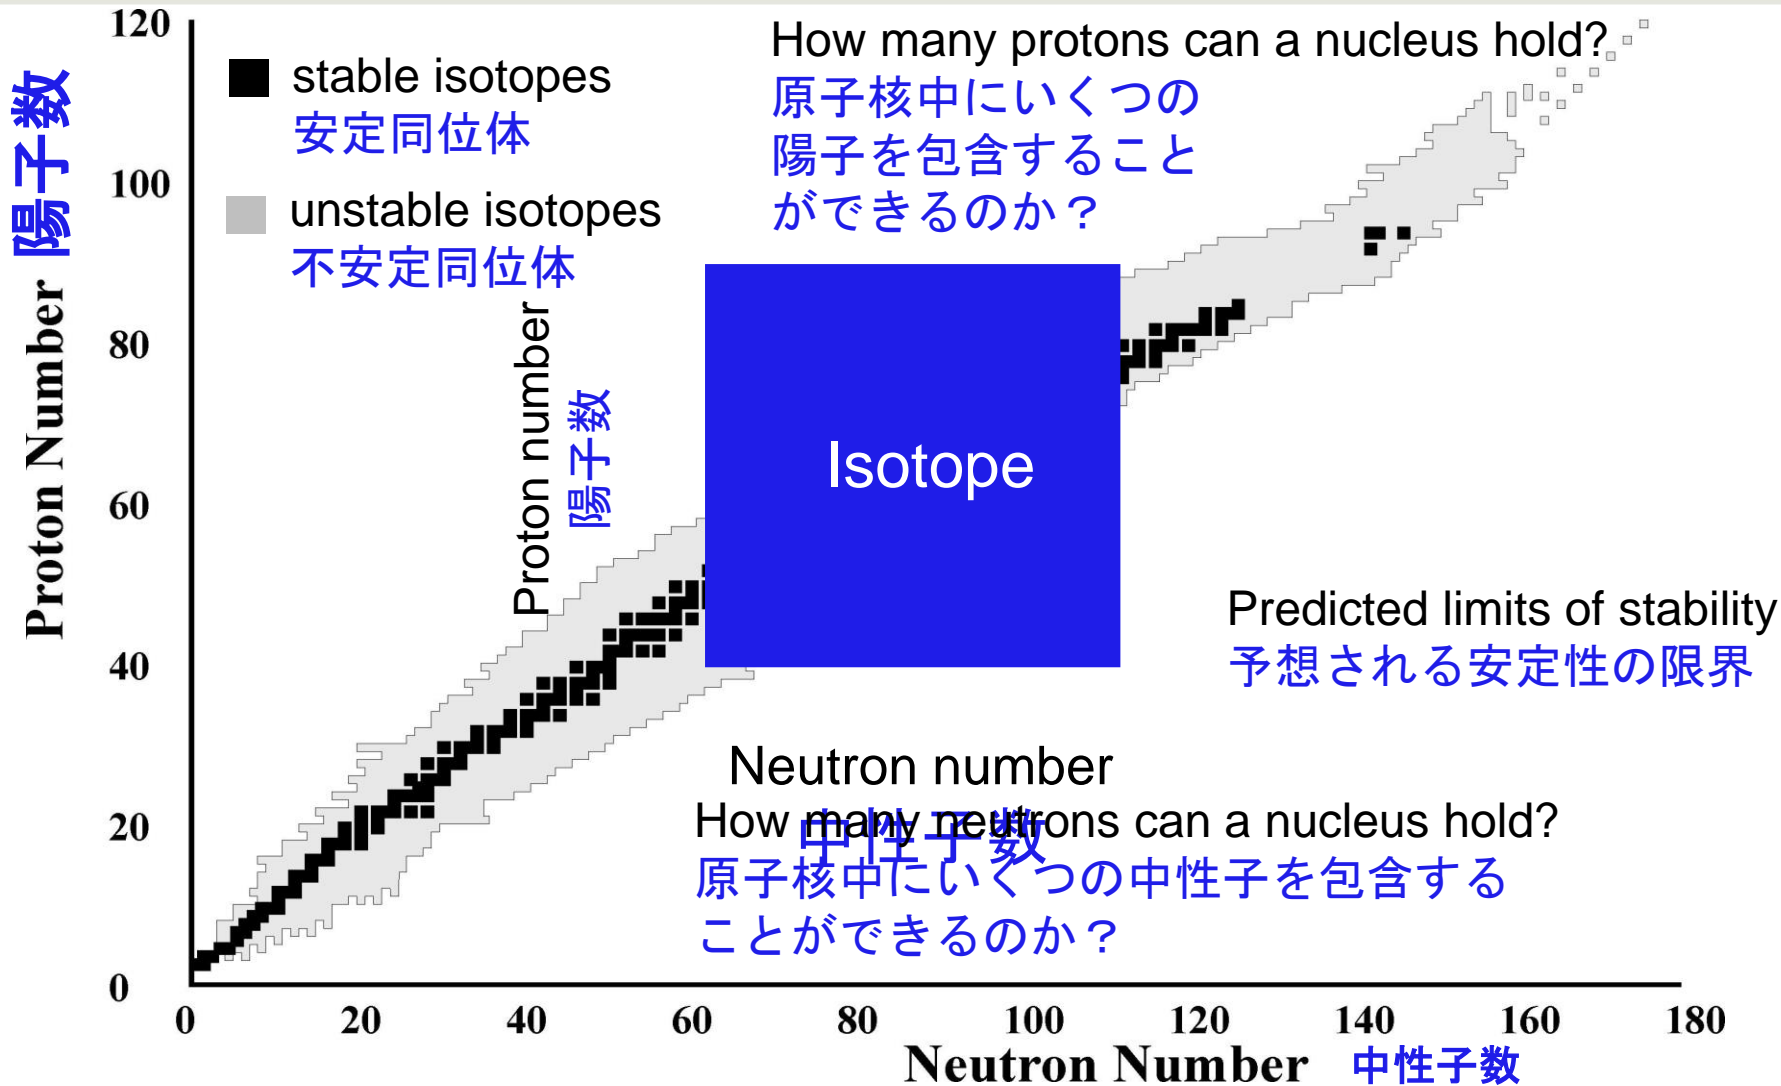 120
100
80
60
40
20
0
Proton Number 陽子数
stable isotopes
安定同位体
unstable isotopes
不安定同位体
How many protons can a nucleus hold?
原子核中にいくつの
陽子を包含すること
ができるのか？
Proton number
陽子数
Isotope
Predicted limits of stability
予想される安定性の限界
Neutron number
中性子数
How many neutrons can a nucleus hold?
原子核中にいくつの中性子を包含する
ことができるのか？
0 20 40 60 80 100 120 140 160 180
Neutron Number 中性子数